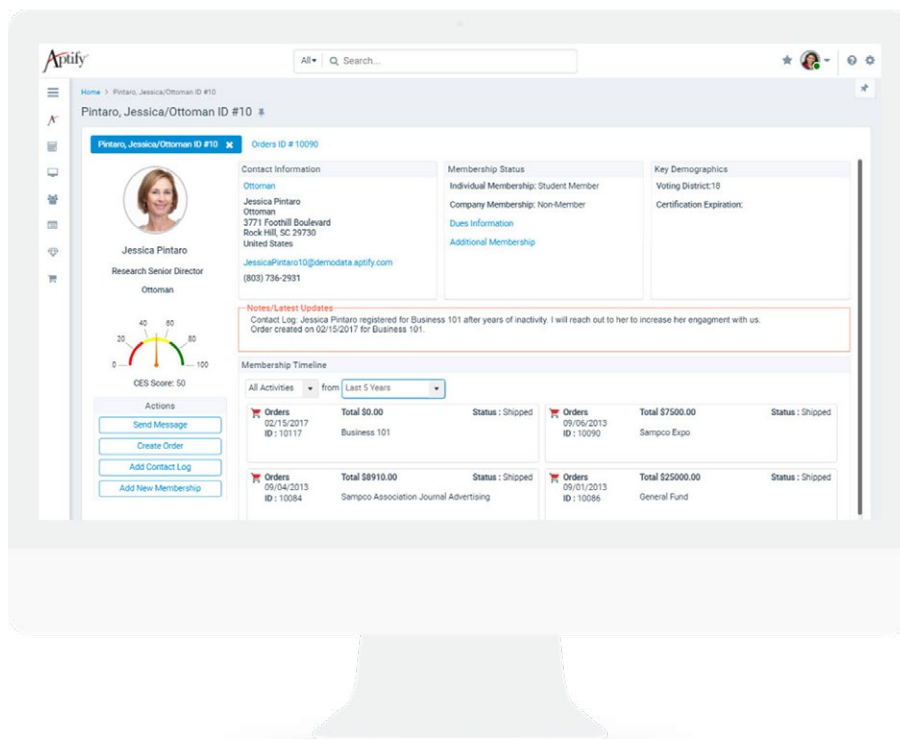 Aptify
All
Search...
Home > Pintaro, Jessica/Ottoman ID #10
Pintaro, Jessica/Ottoman ID #10
Pintaro, Jessica/Ottoman ID #10 ✖
Orders ID # 10090
Jessica Pintaro
Research Senior Director
Ottoman
0 20 40 60 80 100
CES Score: 50
Actions
Send Message
Create Order
Add Contact Log
Add New Membership
Contact Information
Ottoman
Jessica Pintaro
Ottoman
3771 Foothill Boulevard
Rock Hill, SC 29730
United States
JessicaPintaro10@demodata.aptify.com
(803) 736-2931
Membership Status
Individual Membership: Student Member
Company Membership: Non-Member
Dues Information
Additional Membership
Key Demographics
Voting District:18
Certification Expiration:
Notes/Latest Updates
Contact Log: Jessica Pintaro registered for Business 101 after years of inactivity. I will reach out to her to increase her engagment with us.
Order created on 02/15/2017 for Business 101.
Membership Timeline
All Activities from Last 5 Years
Orders Total $0.00 Status : Shipped
02/15/2017
ID : 10117 Business 101
Orders Total $7500.00 Status : Shipped
09/06/2013
ID : 10090 Sampco Expo
Orders Total $8910.00 Status : Shipped
09/04/2013
ID : 10084 Sampco Association Journal Advertising
Orders Total $25000.00 Status : Shipped
09/01/2013
ID : 10086 General Fund